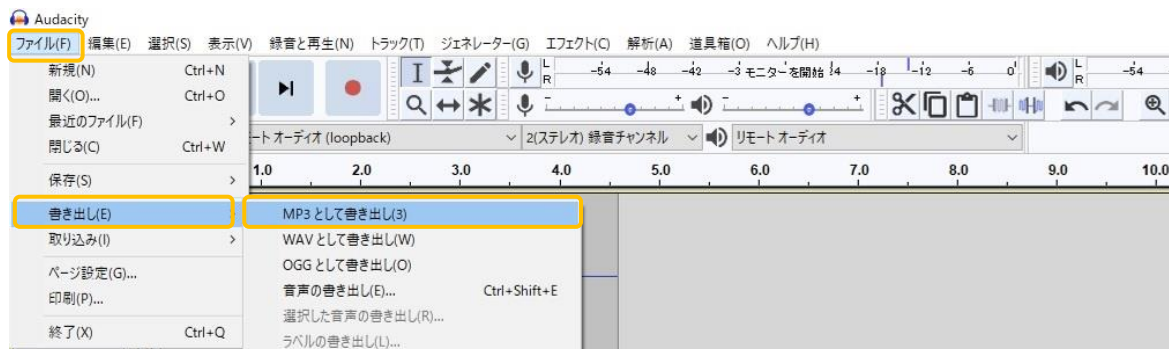 Audacity
ファイル(F) 編集(E) 選択(S) 表示(V) 録音と再生(N) トラック(T) ジェネレーター(G) エフェクト(C) 解析(A) 道具箱(O) ヘルプ(H)
新規(N) Ctrl+N
開く(O)... Ctrl+O
最近のファイル(F) >
閉じる(C) Ctrl+W
保存(S) >
書き出し(E)
取り込み(I) >
ページ設定(G)...
印刷(P)...
終了(X) Ctrl+Q
MP3 として書き出し(3)
WAV として書き出し(W)
OGG として書き出し(O)
音声の書き出し(E)... Ctrl+Shift+E
選択した音声の書き出し(R)...
ラベルの書き出し(L)...
L
R
-54 -48 -42 -3 モニターを開始 !4 -18 -12 -6 0
L
R
-54
- +
- +
ート オーディオ (loopback) 2(ステレオ) 録音チャンネル リモート オーディオ
1.0 2.0 3.0 4.0 5.0 6.0 7.0 8.0 9.0 10.0